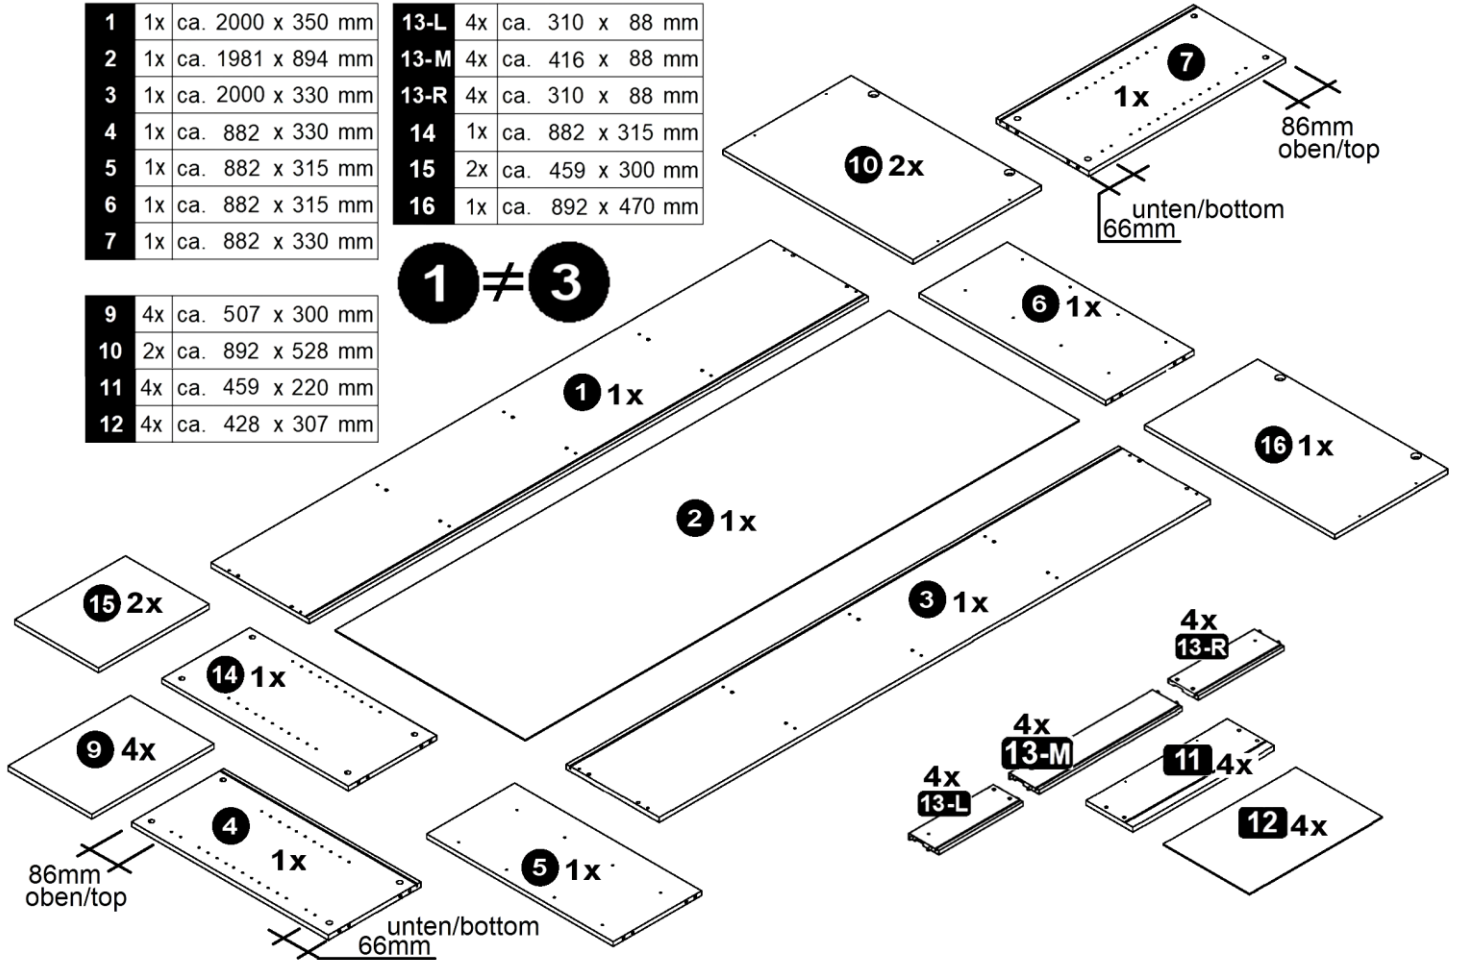 1 1x ca. 2000 x 350 mm
2 1x ca. 1981 x 894 mm
3 1x ca. 2000 x 330 mm
4 1x ca. 882 x 330 mm
5 1x ca. 882 x 315 mm
6 1x ca. 882 x 315 mm
7 1x ca. 882 x 330 mm
9 4x ca. 507 x 300 mm
10 2x ca. 892 x 528 mm
11 4x ca. 459 x 220 mm
12 4x ca. 428 x 307 mm
13-L 4x ca. 310 x 88 mm
13-M 4x ca. 416 x 88 mm
13-R 4x ca. 310 x 88 mm
14 1x ca. 882 x 315 mm
15 2x ca. 459 x 300 mm
16 1x ca. 892 x 470 mm
1 ≠ 3
7
1x
86mm
oben/top
unten/bottom
66mm
10 2x
6 1x
1 1x
16 1x
2 1x
3 1x
15 2x
14 1x
9 4x
4
1x
86mm
oben/top
unten/bottom
66mm
5 1x
4x
13-R
4x
13-M
4x
13-L
11 4x
12 4x